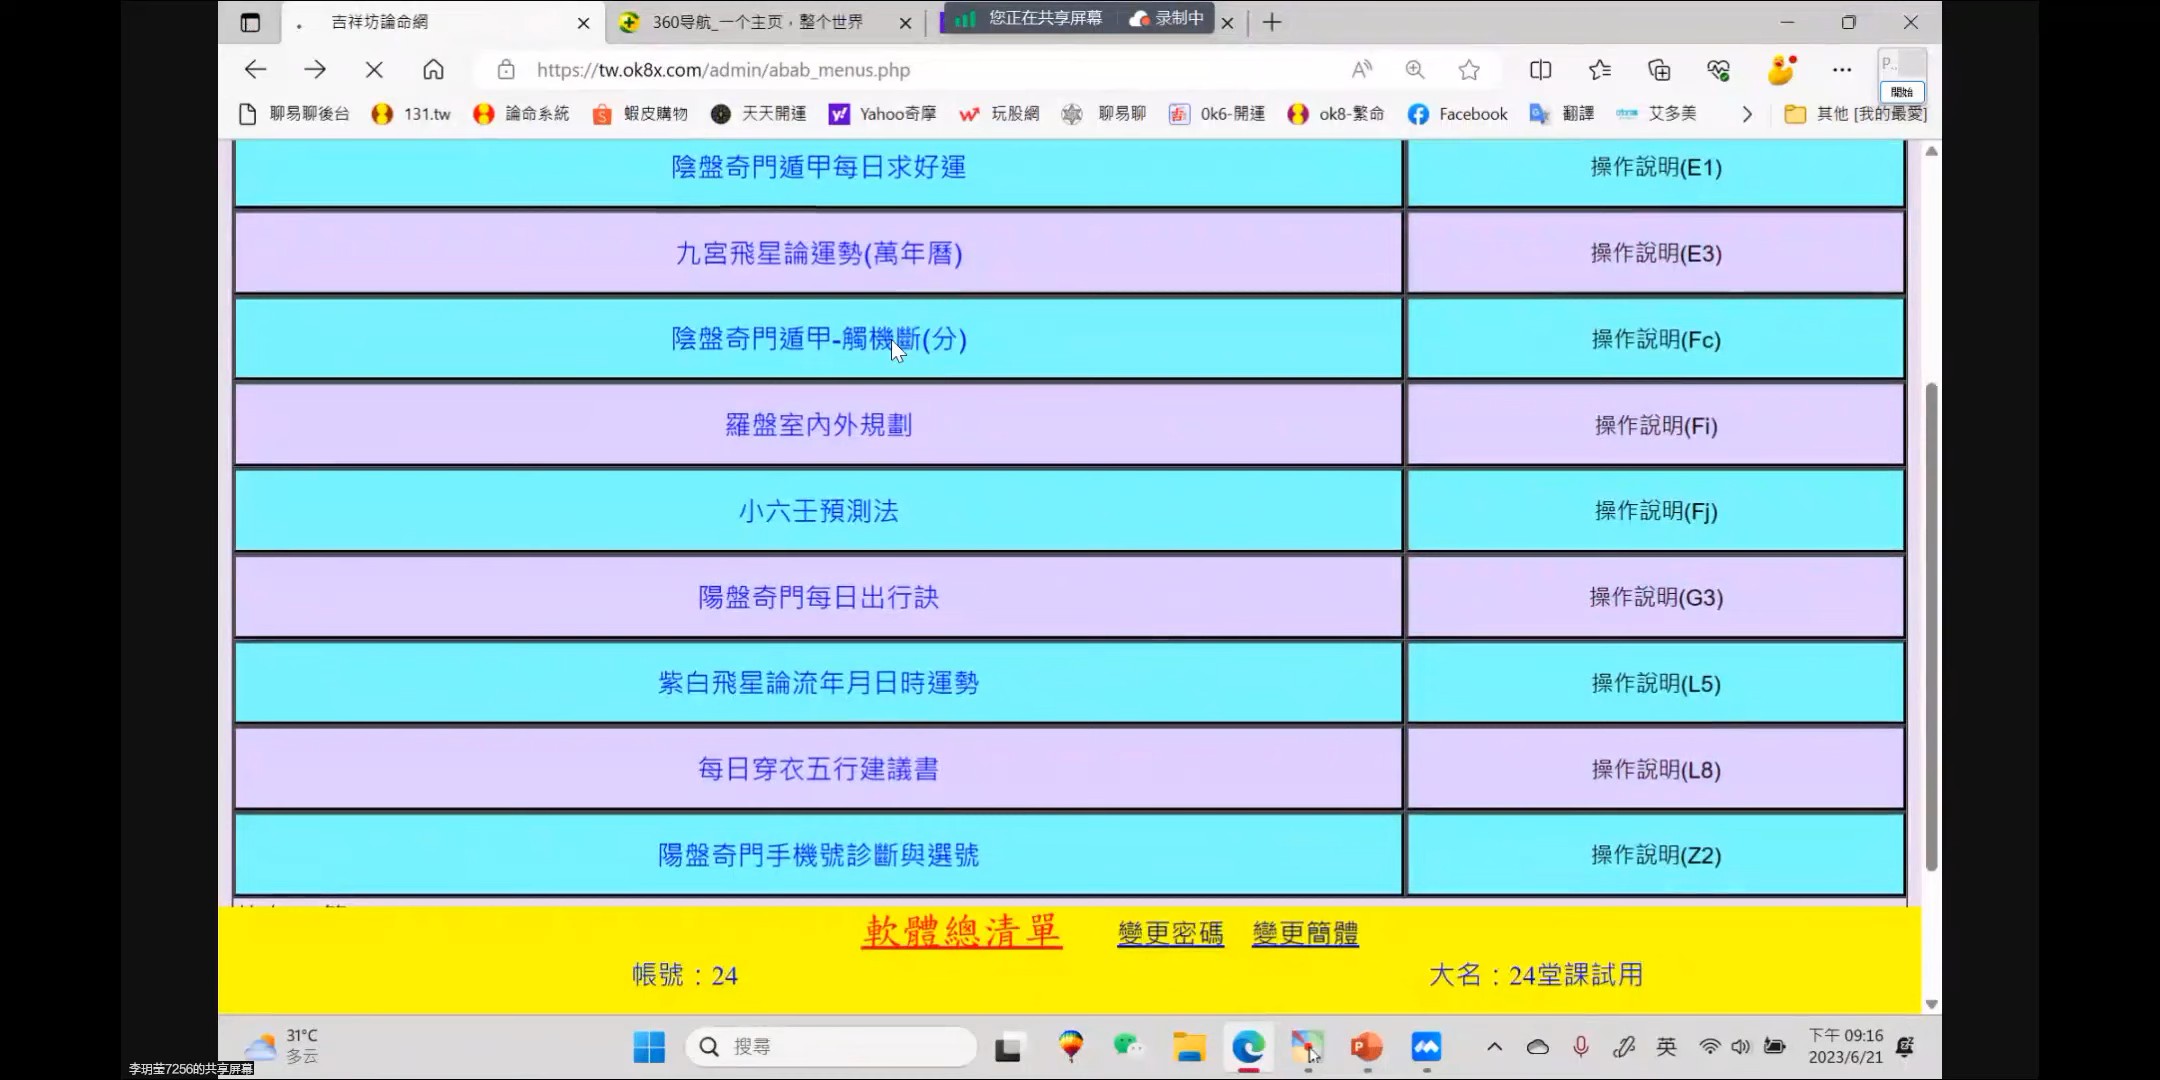 吉祥坊論命網
360导航_一个主页，整个世界
您正在共享屏幕
录制中
https://tw.ok8x.com/admin/abab_menus.php
開始
聊易聊後台
131.tw
論命系統
蝦皮購物
天天開運
Yahoo奇摩
玩股網
聊易聊
0k6-開運
ok8-繁命
Facebook
翻譯
艾多美
其他 [我的最愛]
陰盤奇門遁甲每日求好運 操作說明(E1)
九宮飛星論運勢(萬年曆) 操作說明(E3)
陰盤奇門遁甲-觸機斷(分) 操作說明(Fc)
羅盤室內外規劃 操作說明(Fi)
小六壬預測法 操作說明(Fj)
陽盤奇門每日出行訣 操作說明(G3)
紫白飛星論流年月日時運勢 操作說明(L5)
每日穿衣五行建議書 操作說明(L8)
陽盤奇門手機號診斷與選號 操作說明(Z2)
軟體總清單 變更密碼 變更簡體
帳號：24 大名：24堂課試用
31°C
多云
搜尋
英
下午 09:16
2023/6/21
李玥莹7256的共享屏幕